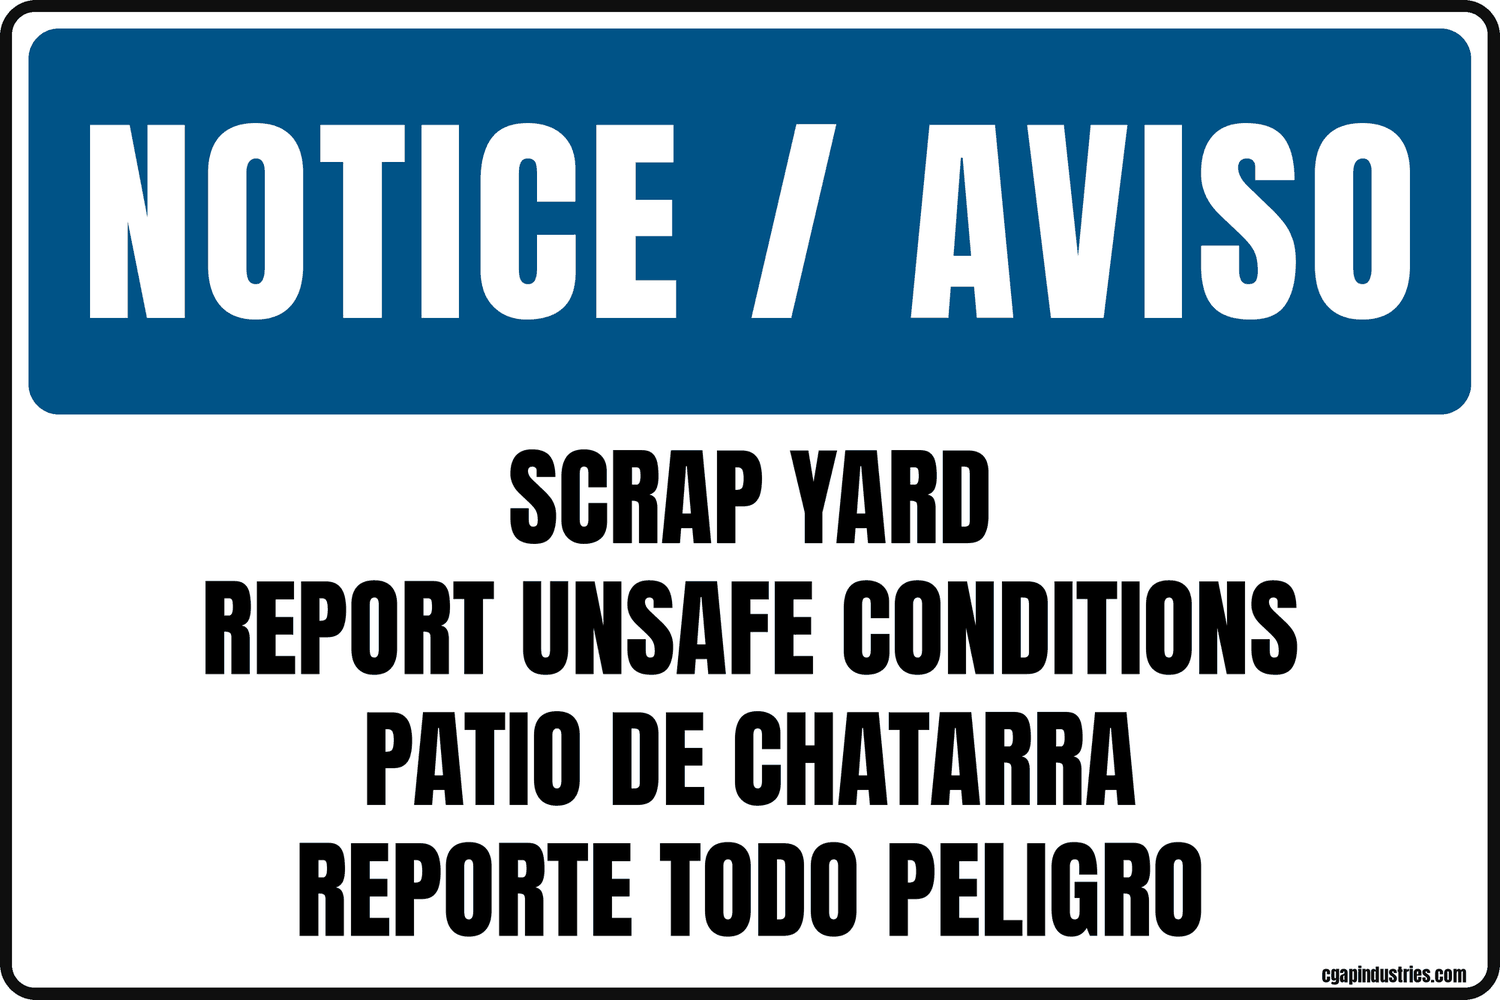 NOTICE / AVISO
SCRAP YARD
REPORT UNSAFE CONDITIONS
PATIO DE CHATARRA
REPORTE TODO PELIGRO
cgapindustries.com